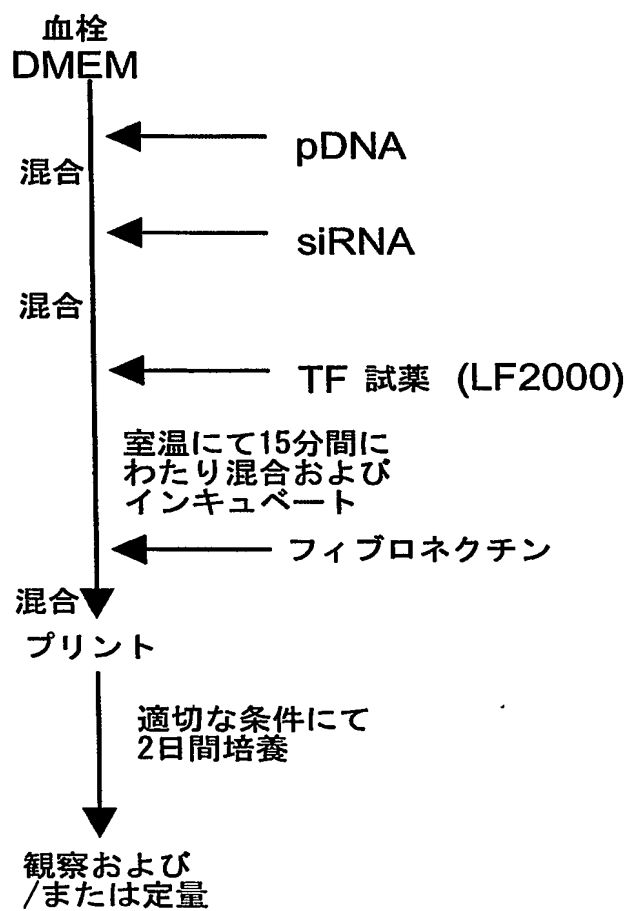 血栓
DMEM
pDNA
混合
siRNA
混合
TF 試薬 (LF2000)
室温にて15分間に
わたり混合および
インキュベート
フィブロネクチン
混合
プリント
適切な条件にて
2日間培養
観察および
/または定量